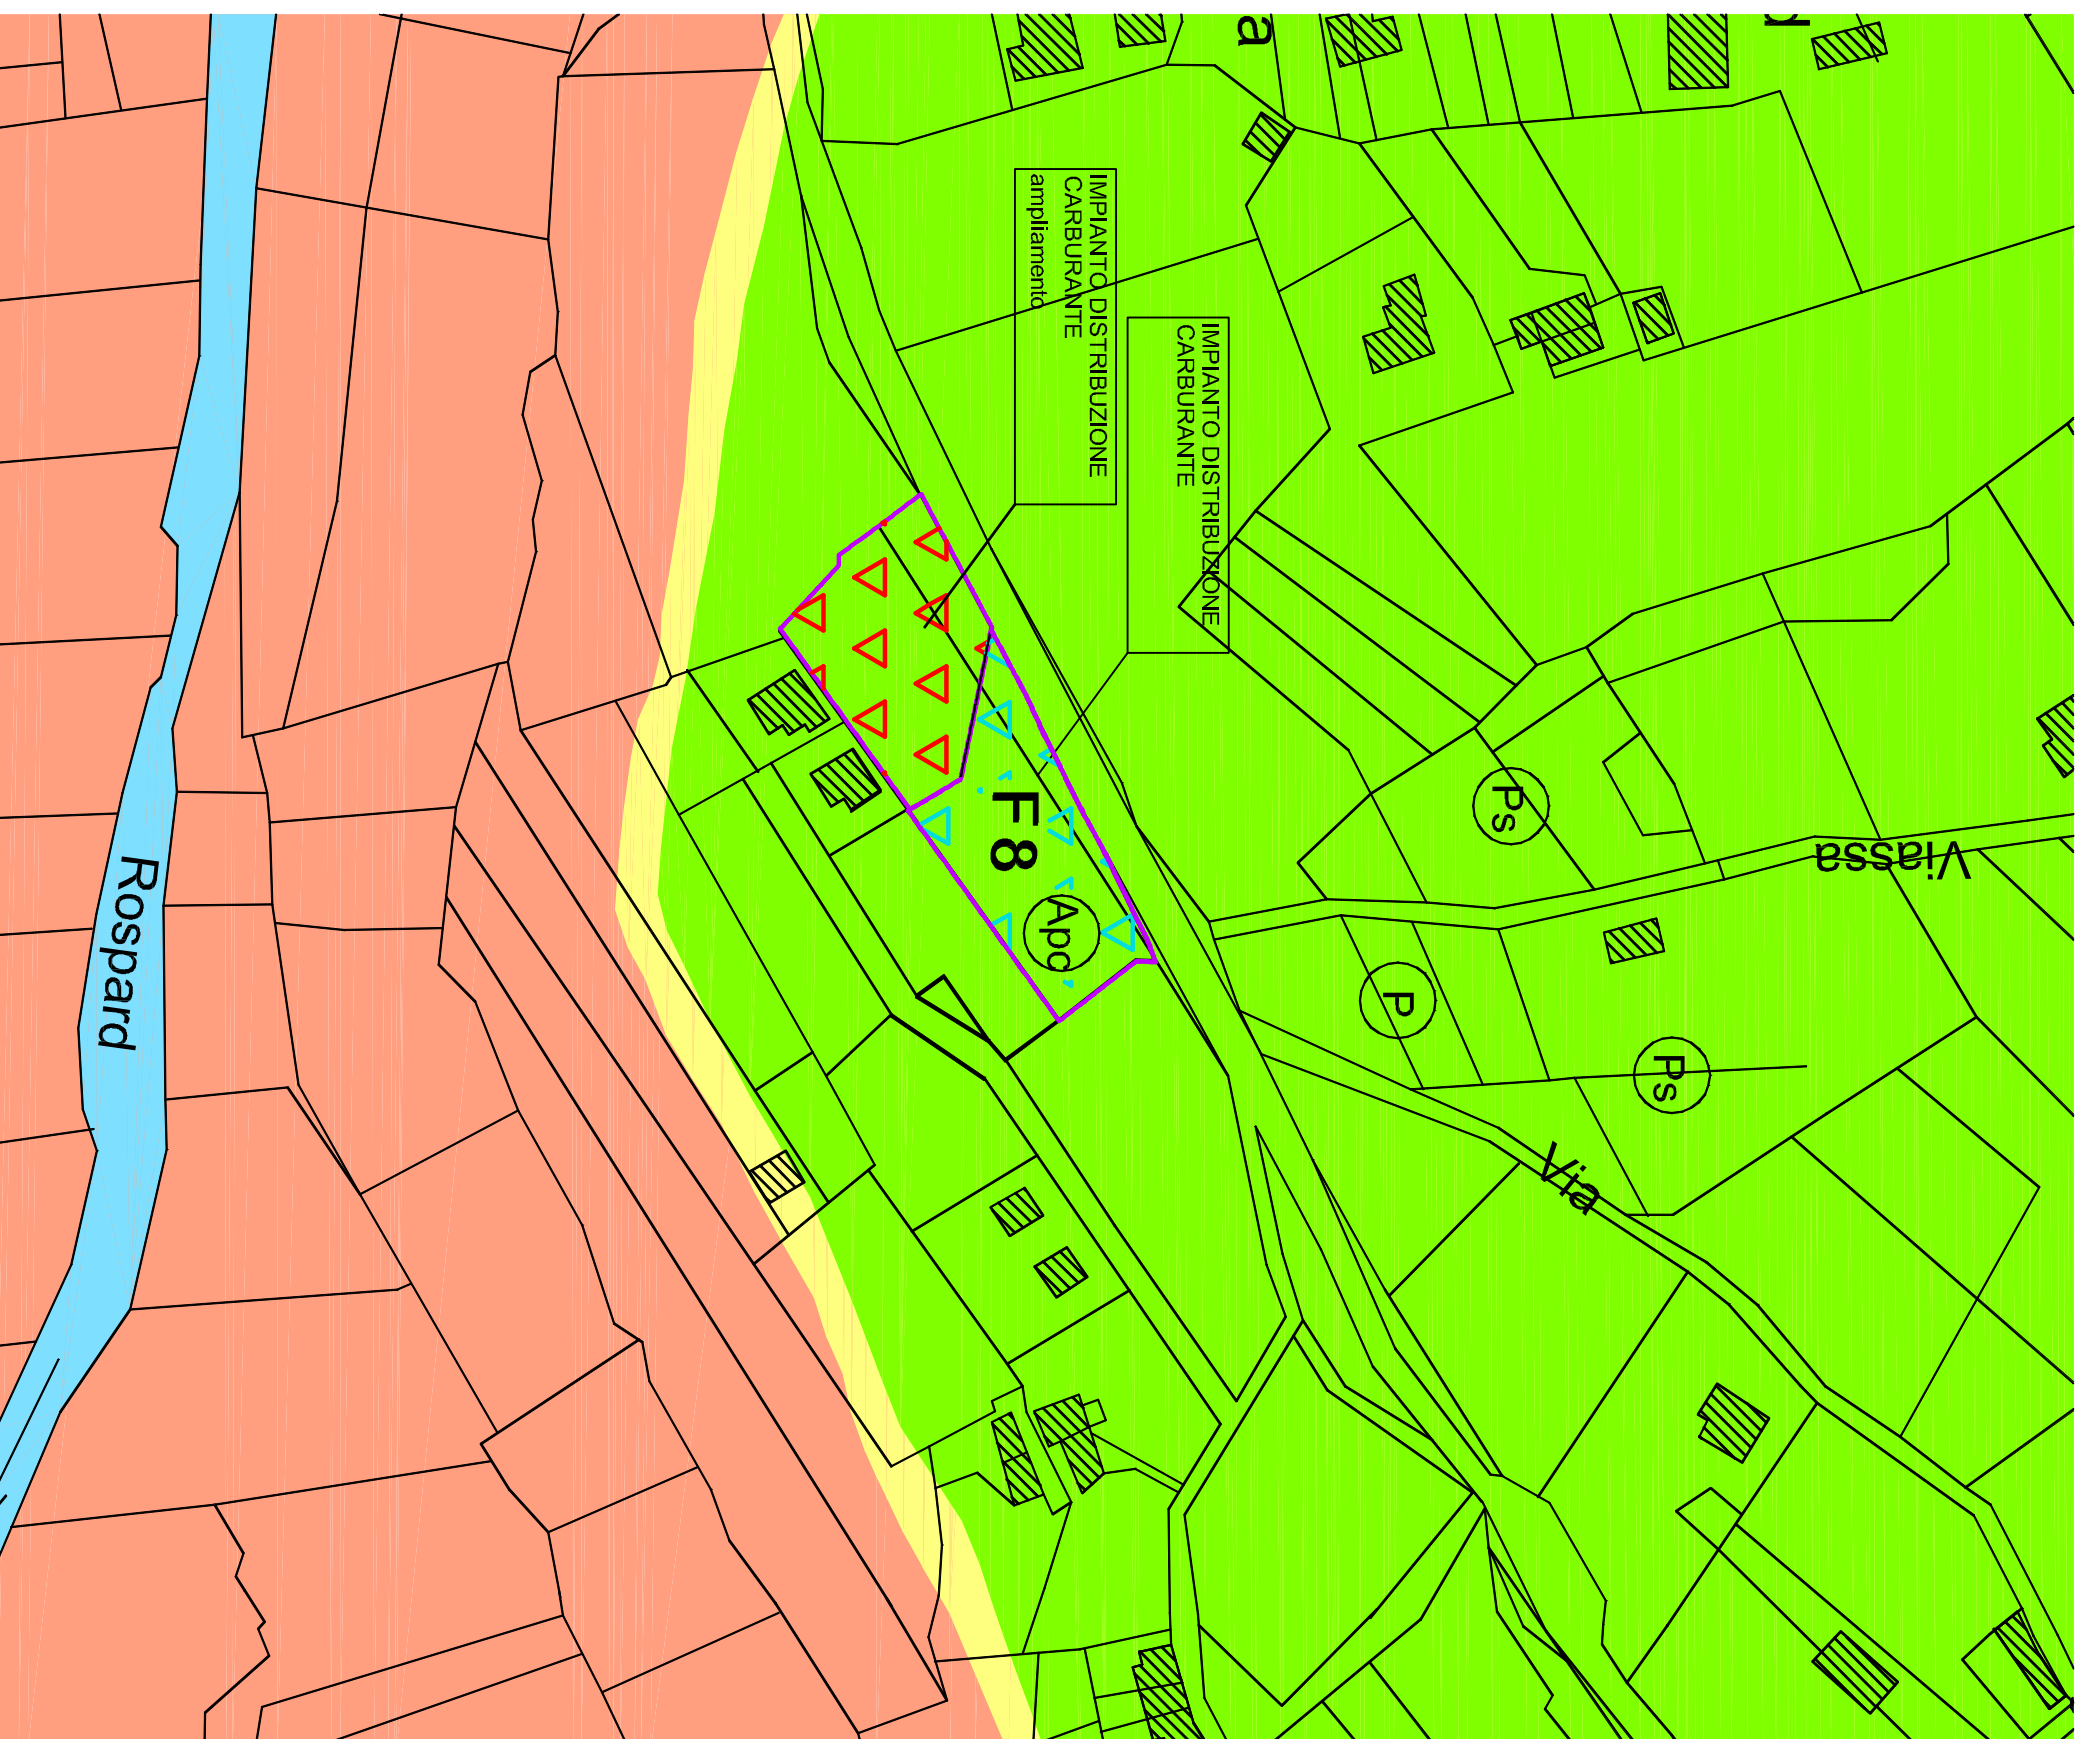 a
d
IMPIANTO DISTRIBUZIONE
CARBURANTE
ampliamento
IMPIANTO DISTRIBUZIONE
CARBURANTE
F8
Apc
Ps
Viassa
P
Ps
Via
Rospard